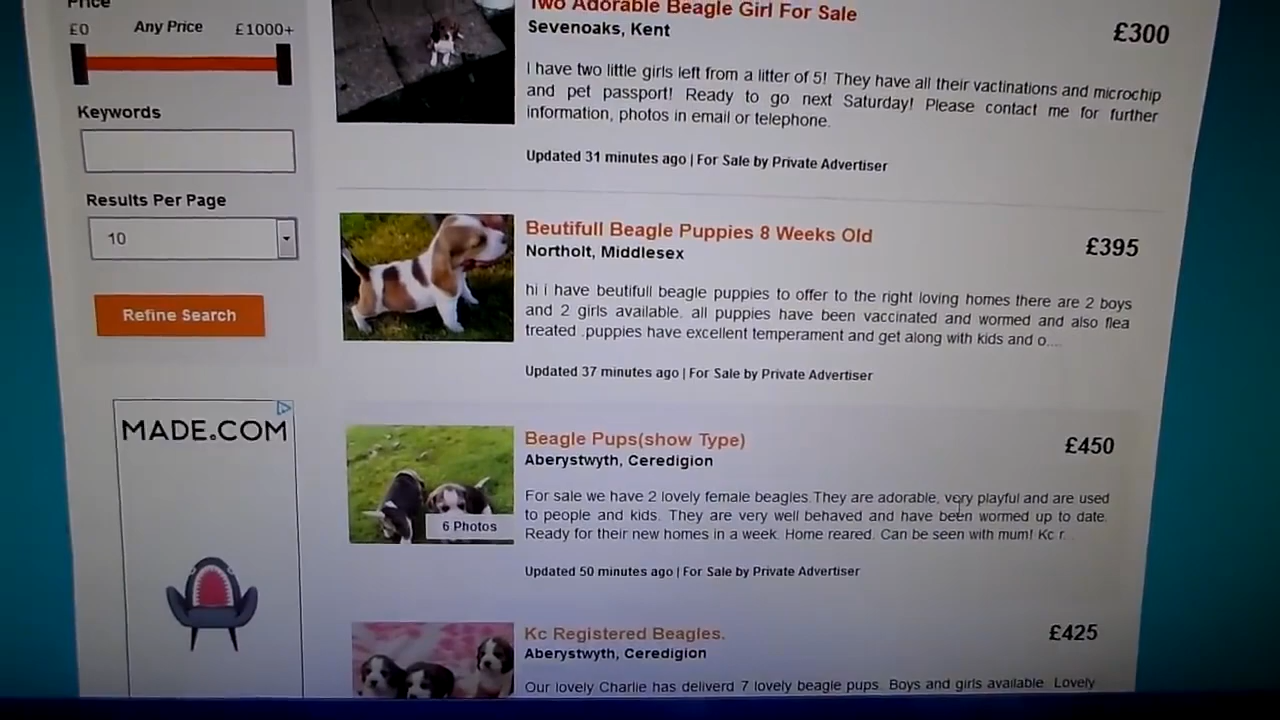 Price
£0 Any Price £1000+
Keywords
Results Per Page
10
Refine Search
MADE.COM
Two Adorable Beagle Girl For Sale
£300
Sevenoaks, Kent
I have two little girls left from a litter of 5! They have all their vactinations and microchip
and pet passport! Ready to go next Saturday! Please contact me for further
information, photos in email or telephone.
Updated 31 minutes ago | For Sale by Private Advertiser
Beutifull Beagle Puppies 8 Weeks Old
£395
Northolt, Middlesex
hi i have beutifull beagle puppies to offer to the right loving homes there are 2 boys
and 2 girls available. all puppies have been vaccinated and wormed and also flea
treated .puppies have excellent temperament and get along with kids and o....
Updated 37 minutes ago | For Sale by Private Advertiser
6 Photos
Beagle Pups(show Type)
£450
Aberystwyth, Ceredigion
For sale we have 2 lovely female beagles.They are adorable, very playful and are used
to people and kids. They are very well behaved and have been wormed up to date.
Ready for their new homes in a week. Home reared. Can be seen with mum! Kc r...
Updated 50 minutes ago | For Sale by Private Advertiser
Kc Registered Beagles.
£425
Aberystwyth, Ceredigion
Our lovely Charlie has deliverd 7 lovely beagle pups. Boys and girls available. Lovely